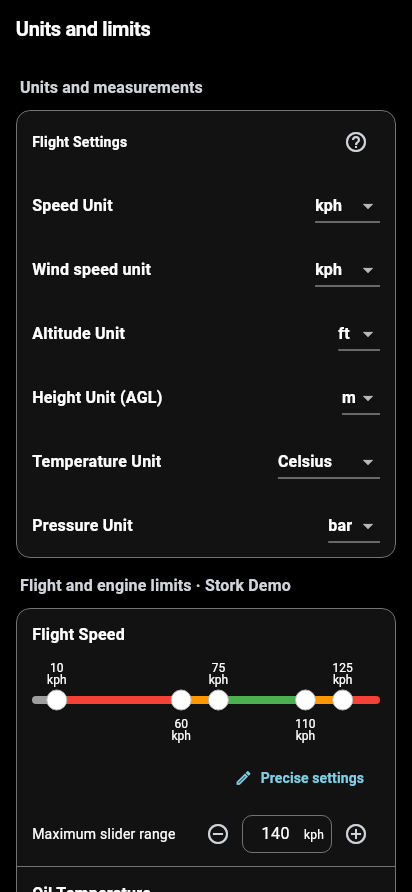 Units and limits
Units and measurements
Flight Settings
Speed Unit kph
Wind speed unit kph
Altitude Unit ft
Height Unit (AGL) m
Temperature Unit Celsius
Pressure Unit bar
Flight and engine limits · Stork Demo
Flight Speed
10 kph 75 kph 125 kph
60 kph 110 kph
Precise settings
Maximum slider range 140 kph
Oil Temperature